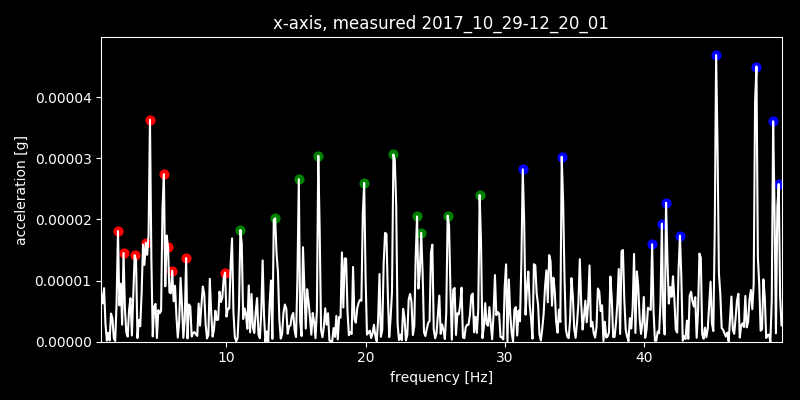 x-axis, measured 2017_10_29-12_20_01
acceleration [g]
0.00004
0.00003
0.00002
0.00001
0.00000
10 20 30 40
frequency [Hz]